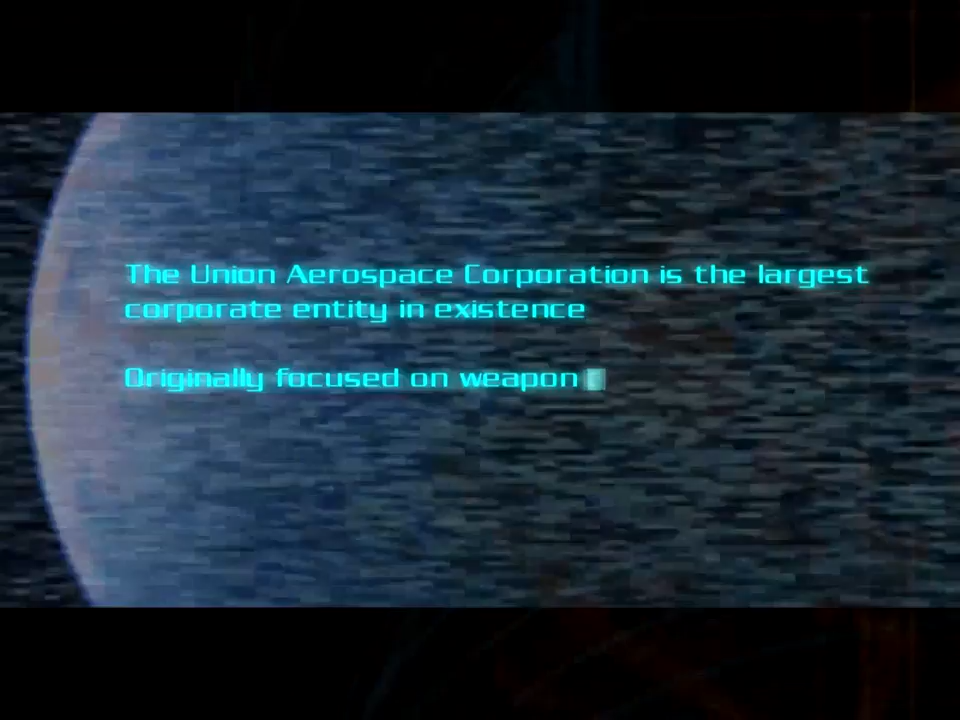 The Union Aerospace Corporation is the largest
corporate entity in existence
Originally focused on weapon